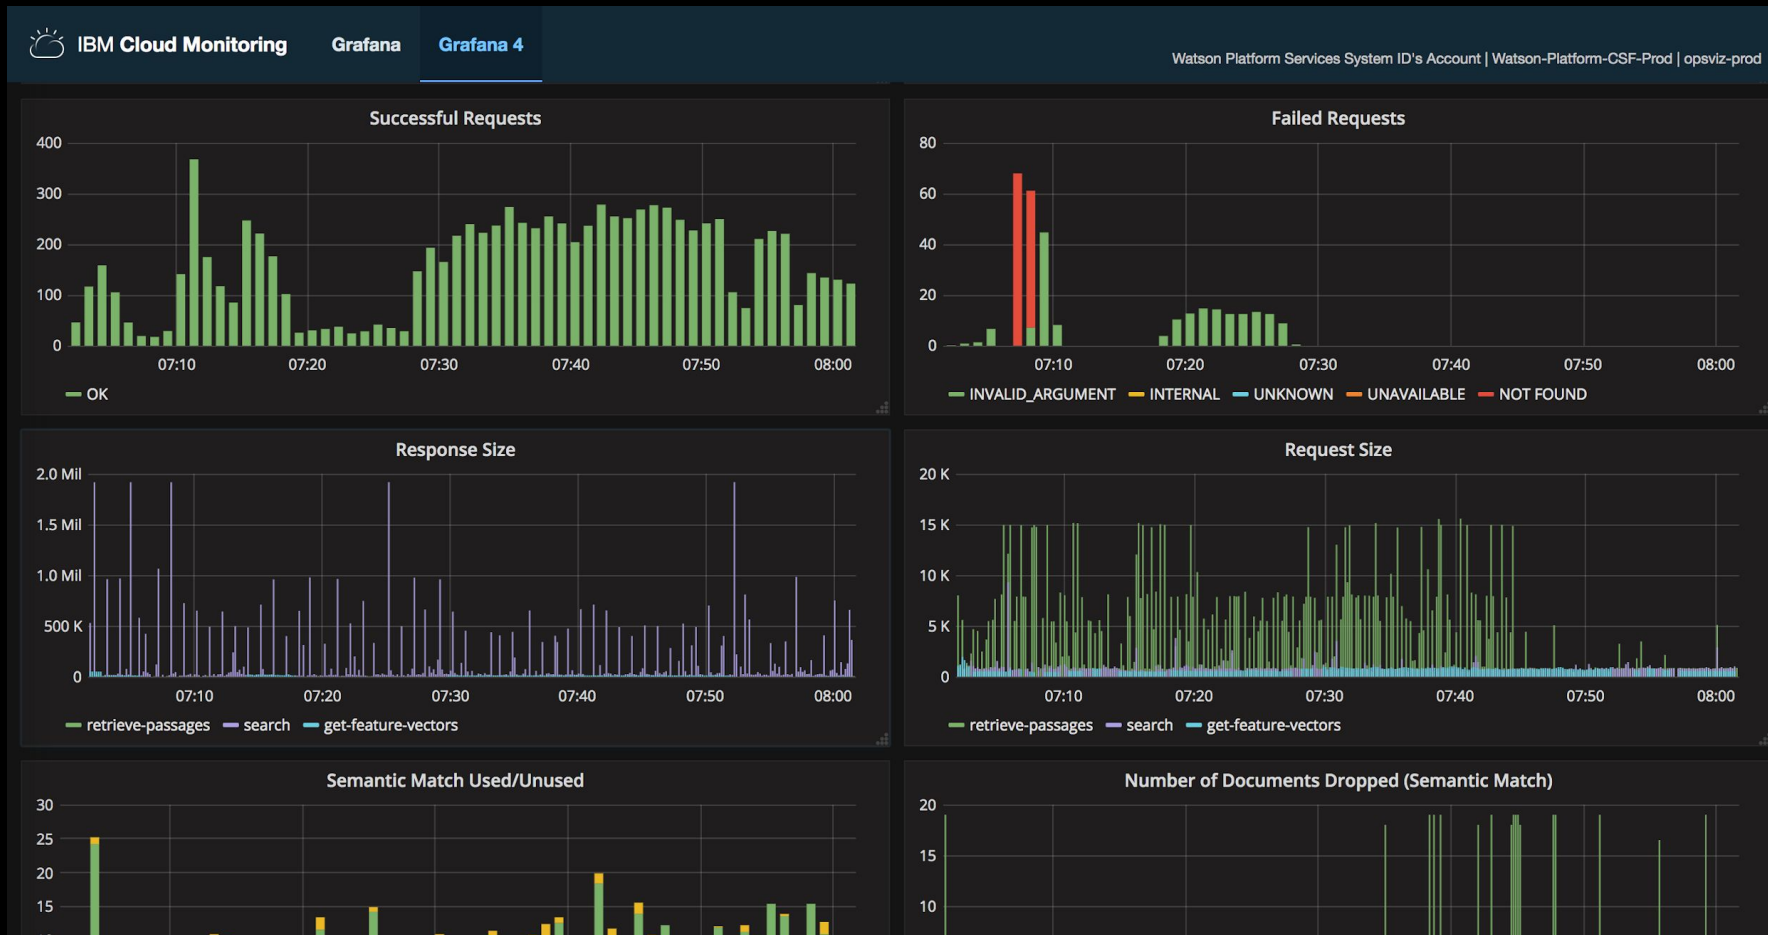 IBM Cloud Monitoring
Grafana
Grafana 4
Watson Platform Services System ID's Account | Watson-Platform-CSF-Prod | opsviz-prod
Successful Requests
400
300
200
100
0
07:10 07:20 07:30 07:40 07:50 08:00
OK
Failed Requests
80
60
40
20
0
07:10 07:20 07:30 07:40 07:50 08:00
INVALID_ARGUMENT INTERNAL UNKNOWN UNAVAILABLE NOT FOUND
Response Size
2.0 Mil
1.5 Mil
1.0 Mil
500 K
0
07:10 07:20 07:30 07:40 07:50 08:00
retrieve-passages search get-feature-vectors
Request Size
20 K
15 K
10 K
5 K
0
07:10 07:20 07:30 07:40 07:50 08:00
retrieve-passages search get-feature-vectors
Semantic Match Used/Unused
30
25
20
15
Number of Documents Dropped (Semantic Match)
20
15
10